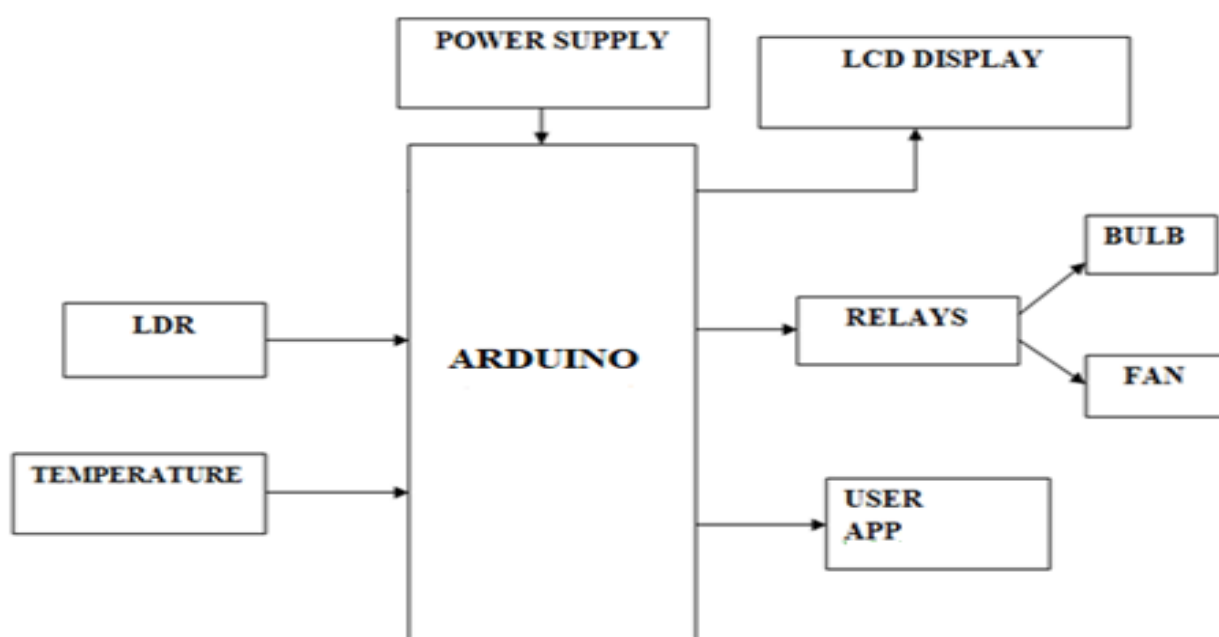 POWER SUPPLY
LCD DISPLAY
BULB
LDR
RELAYS
ARDUINO
FAN
TEMPERATURE
USER
APP